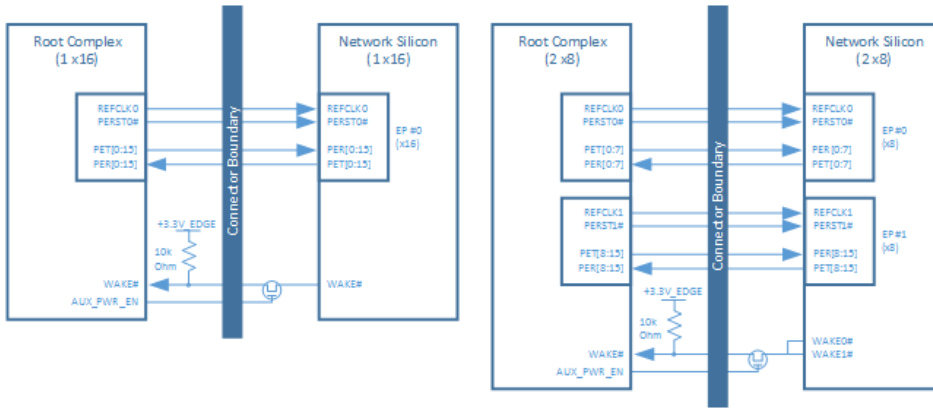 Root Complex
(1 x16)
REFCLK0
PERST0#
PET[0:15]
PER[0:15]
+3.3V_EDGE
10k
Ohm
WAKE#
AUX_PWR_EN
Connector Boundary
Network Silicon
(1 x16)
REFCLK0
PERST0#
PER[0:15]
PET[0:15]
EP #0
(x16)
WAKE#
Root Complex
(2 x8)
REFCLK0
PERST0#
PET[0:7]
PER[0:7]
REFCLK1
PERST1#
PET[8:15]
PER[8:15]
+3.3V_EDGE
10k
Ohm
WAKE#
AUX_PWR_EN
Connector Boundary
Network Silicon
(2 x8)
REFCLK0
PERST0#
PER[0:7]
PET[0:7]
EP #0
(x8)
REFCLK1
PERST1#
PER[8:15]
PET[8:15]
EP #1
(x8)
WAKE0#
WAKE1#